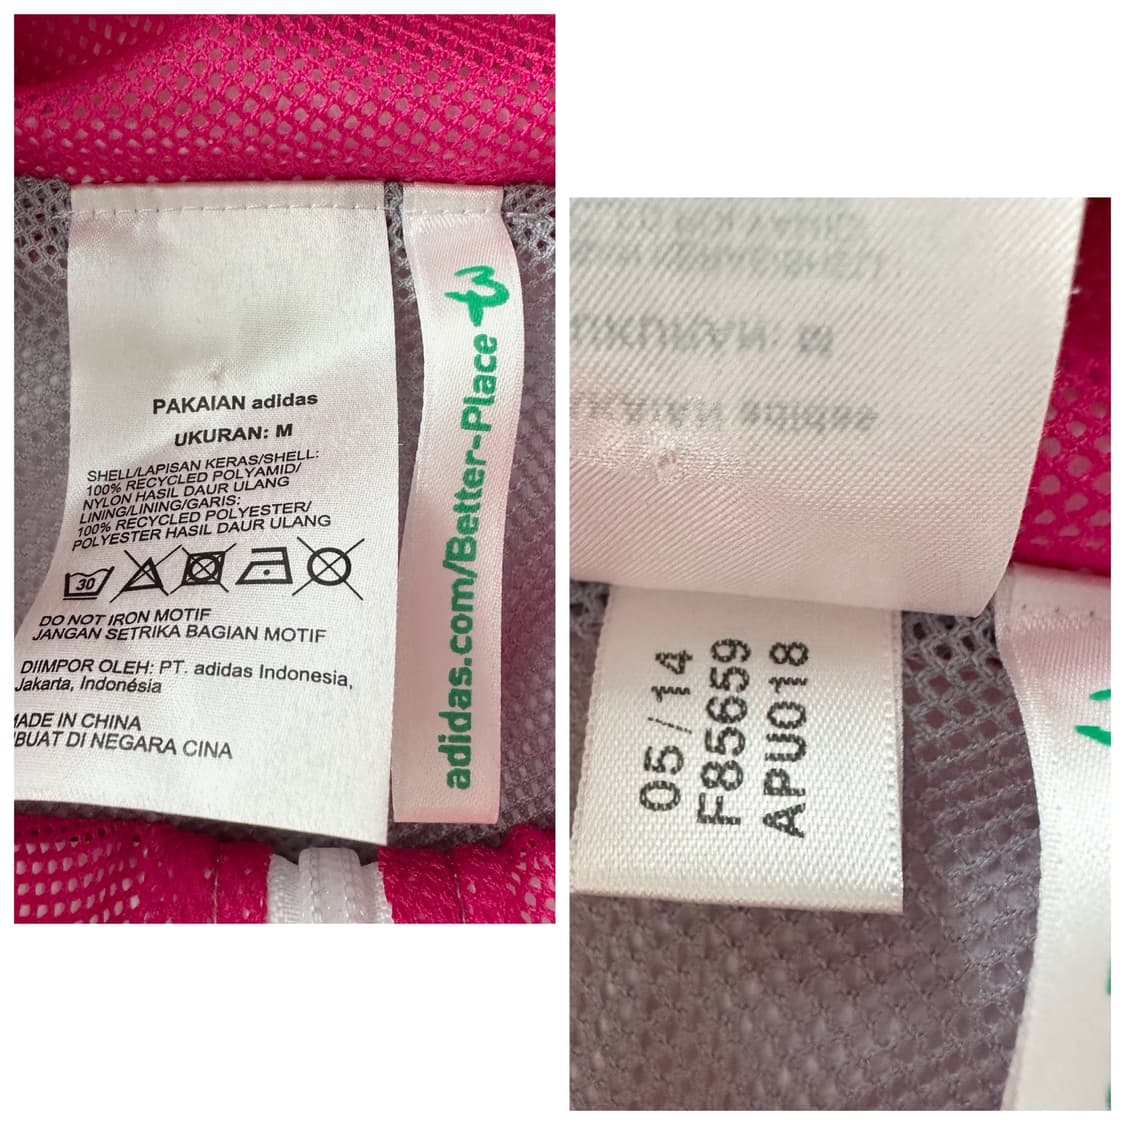 PAKAIAN adidas
UKURAN: M
SHELL/LAPISAN KERAS/SHELL:
100% RECYCLED POLYAMID/
NYLON HASIL DAUR ULANG
LINING/LINING/GARIS:
100% RECYCLED POLYESTER/
POLYESTER HASIL DAUR ULANG
30
DO NOT IRON MOTIF
JANGAN SETRIKA BAGIAN MOTIF
DIIMPOR OLEH: PT. adidas Indonesia,
Jakarta, Indonésia
MADE IN CHINA
DI NEGARA CINA
adidas.com/Better-Place
05/14
F85659
APU018